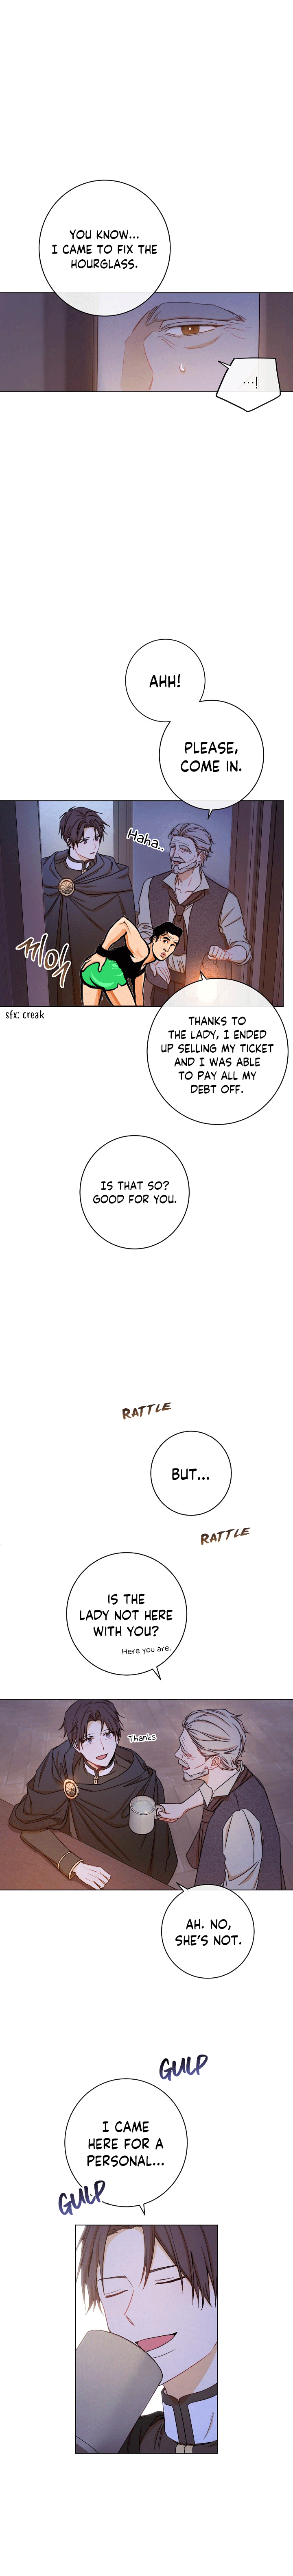 YOU KNOW...
I CAME TO FIX THE
HOURGLASS.
...!
AHH!
PLEASE,
COME IN.
Haha..
sfx: creak
THANKS TO
THE LADY, I ENDED
UP SELLING MY TICKET
AND I WAS ABLE
TO PAY ALL MY
DEBT OFF.
IS THAT SO?
GOOD FOR YOU.
RATTLE
BUT...
RATTLE
IS THE
LADY NOT HERE
WITH YOU?
Here you are.
Thanks
AH. NO,
SHE'S NOT.
GULP
I CAME
HERE FOR A
PERSONAL...
GULP